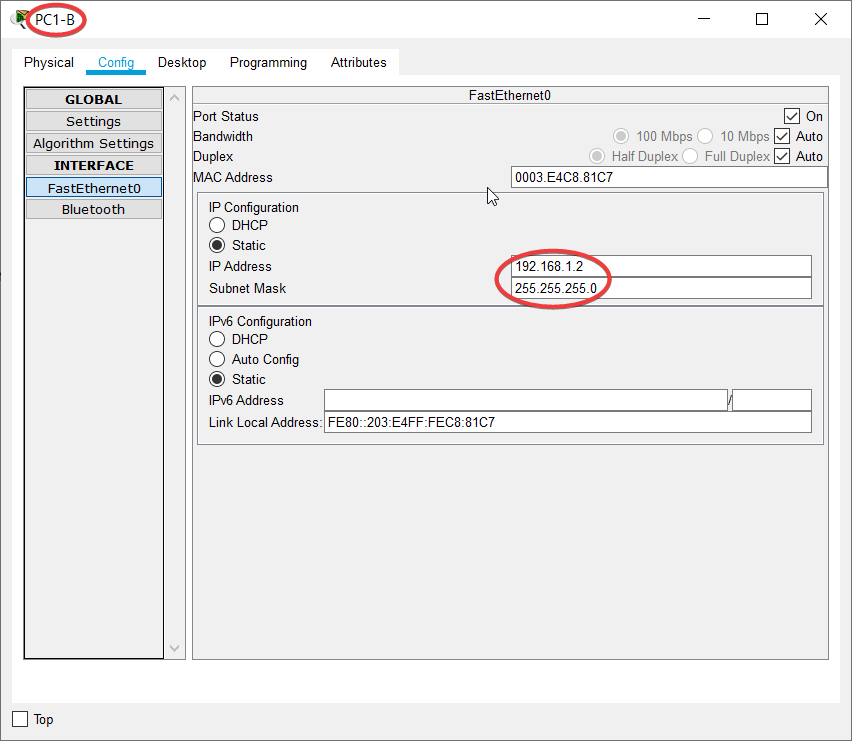 PC1-B
Physical Config Desktop Programming Attributes
GLOBAL
Settings
Algorithm Settings
INTERFACE
FastEthernet0
Bluetooth
FastEthernet0
Port Status On
Bandwidth 100 Mbps 10 Mbps Auto
Duplex Half Duplex Full Duplex Auto
MAC Address 0003.E4C8.81C7
IP Configuration
DHCP
Static
IP Address 192.168.1.2
Subnet Mask 255.255.255.0
IPv6 Configuration
DHCP
Auto Config
Static
IPv6 Address /
Link Local Address: FE80::203:E4FF:FEC8:81C7
Top